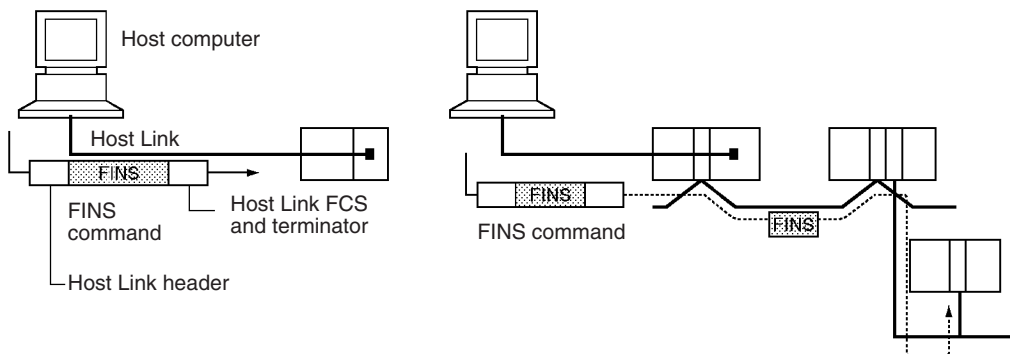 Host computer
Host Link
FINS
FINS
command
Host Link FCS
and terminator
Host Link header
FINS
FINS command
FINS